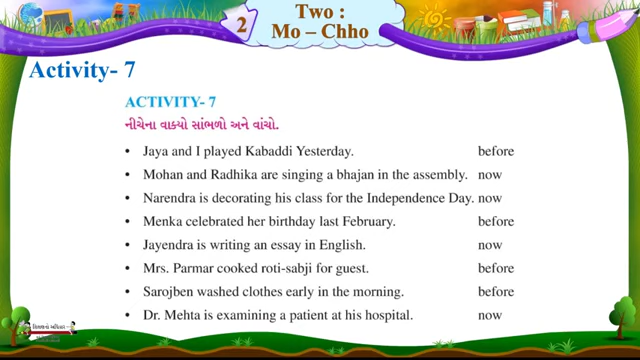 2
Two :
Mo – Chho
Activity- 7
ACTIVITY- 7
નીચેના વાક્યો સાંભળો અને વાંચો.
• Jaya and I played Kabaddi Yesterday. before
• Mohan and Radhika are singing a bhajan in the assembly. now
• Narendra is decorating his class for the Independence Day. now
• Menka celebrated her birthday last February. before
• Jayendra is writing an essay in English. now
• Mrs. Parmar cooked roti-sabji for guest. before
• Sarojben washed clothes early in the morning. before
• Dr. Mehta is examining a patient at his hospital. now